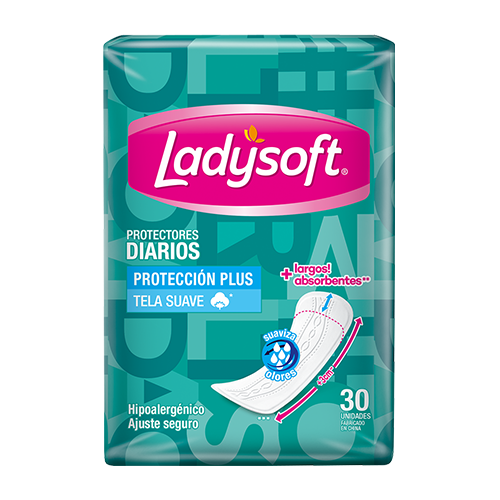 Ladysoft®
PROTECTORES
DIARIOS
PROTECCIÓN PLUS
TELA SUAVE *
+ largos!
absorbentes**
suaviza
olores
+3cm**
Hipoalergénico
Ajuste seguro
30
UNIDADES
FABRICADO
EN CHINA